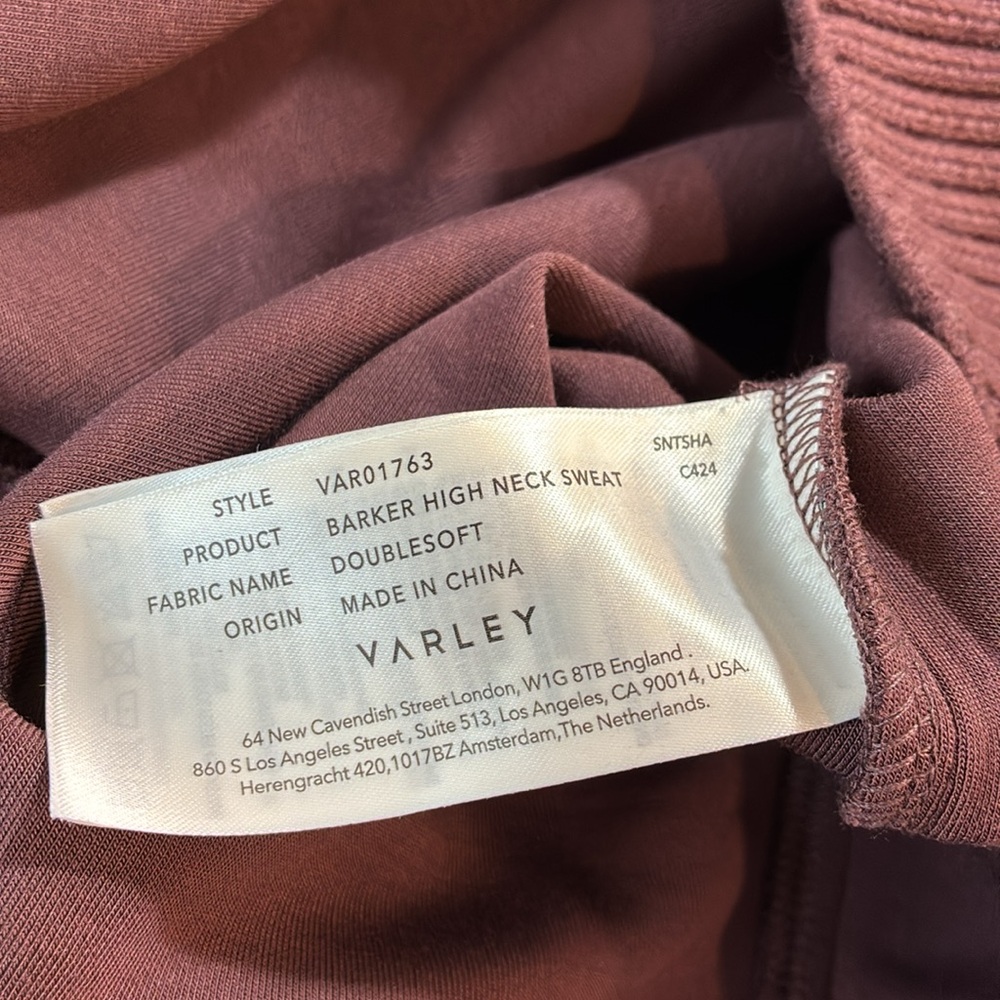 STYLE VAR01763 SNTSHA
PRODUCT BARKER HIGH NECK SWEAT C424
FABRIC NAME DOUBLESOFT
ORIGIN MADE IN CHINA
VARLEY
64 New Cavendish Street London, W1G 8TB England .
860 S Los Angeles Street , Suite 513, Los Angeles, CA 90014, USA.
Herengracht 420,1017BZ Amsterdam,The Netherlands.